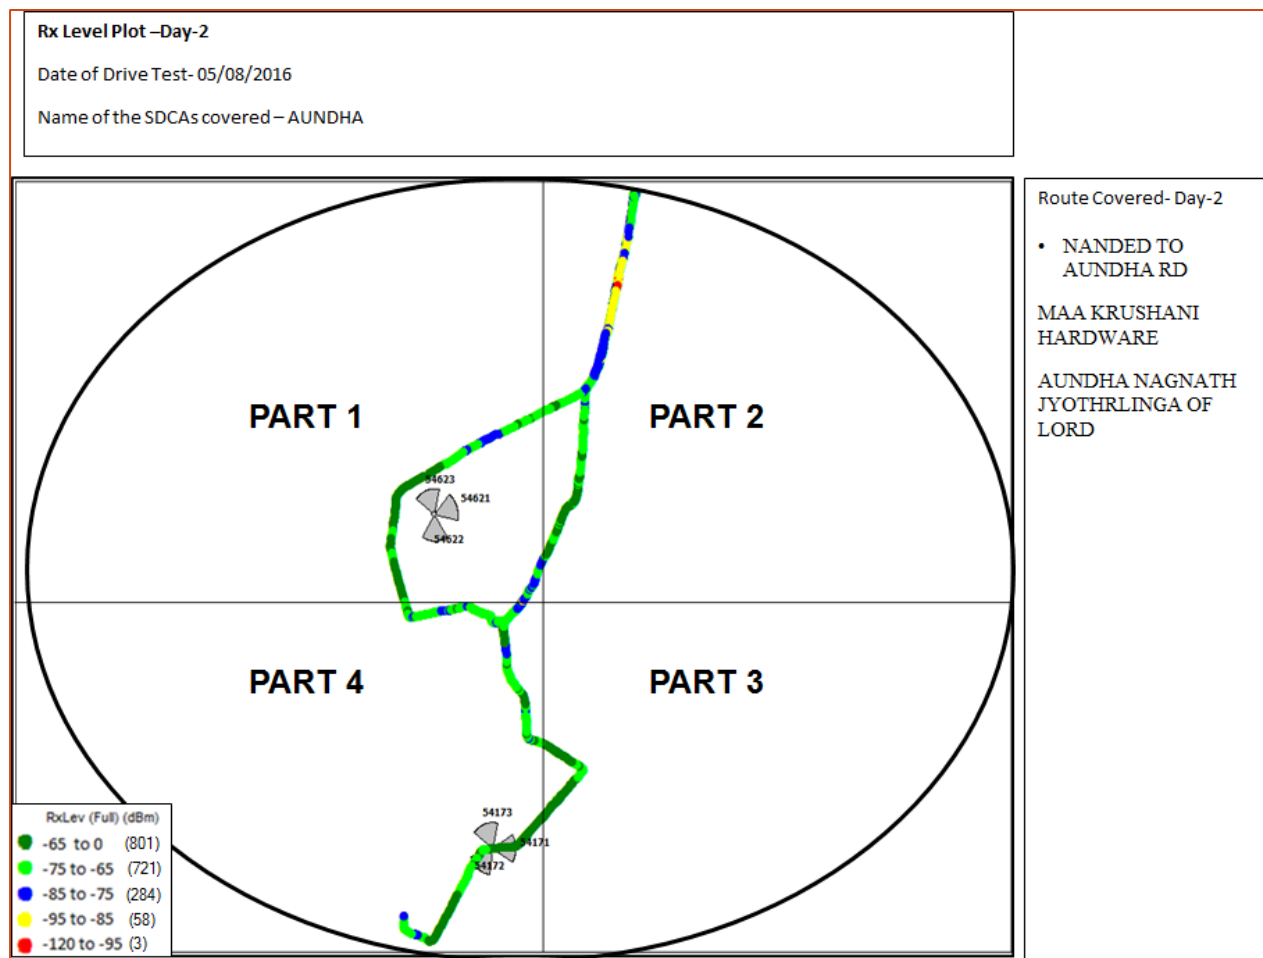 Rx Level Plot –Day-2
Date of Drive Test- 05/08/2016
Name of the SDCAs covered – AUNDHA
Route Covered- Day-2
• NANDED TO
AUNDHA RD
MAA KRUSHANI
HARDWARE
AUNDHA NAGNATH
JYOTHRLINGA OF
LORD
PART 1
PART 2
54623
54621
54622
PART 4
PART 3
54173
54171
54172
RxLev (Full) (dBm)
-65 to 0 (801)
-75 to -65 (721)
-85 to -75 (284)
-95 to -85 (58)
-120 to -95 (3)